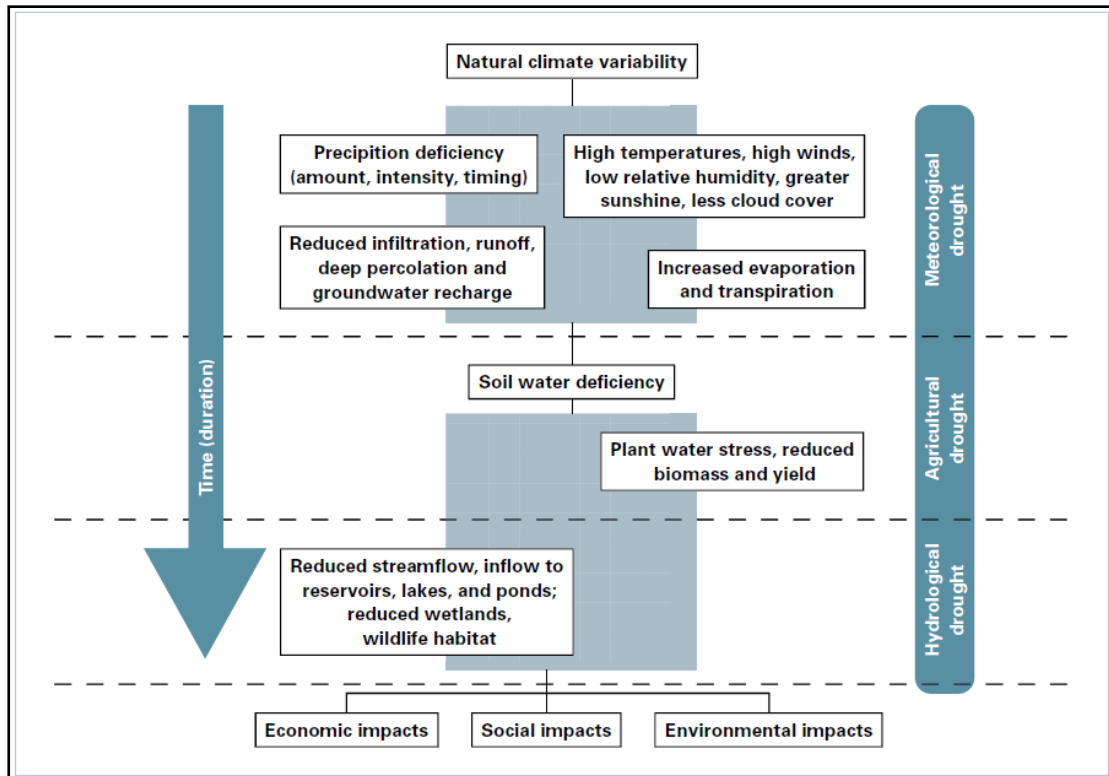 Natural climate variability
Precipition deficiency
(amount, intensity, timing)
High temperatures, high winds,
low relative humidity, greater
sunshine, less cloud cover
Reduced infiltration, runoff,
deep percolation and
groundwater recharge
Increased evaporation
and transpiration
Meteorological
drought
Time (duration)
Soil water deficiency
Plant water stress, reduced
biomass and yield
Agricultural
drought
Reduced streamflow, inflow to
reservoirs, lakes, and ponds;
reduced wetlands,
wildlife habitat
Hydrological
drought
Economic impacts
Social impacts
Environmental impacts